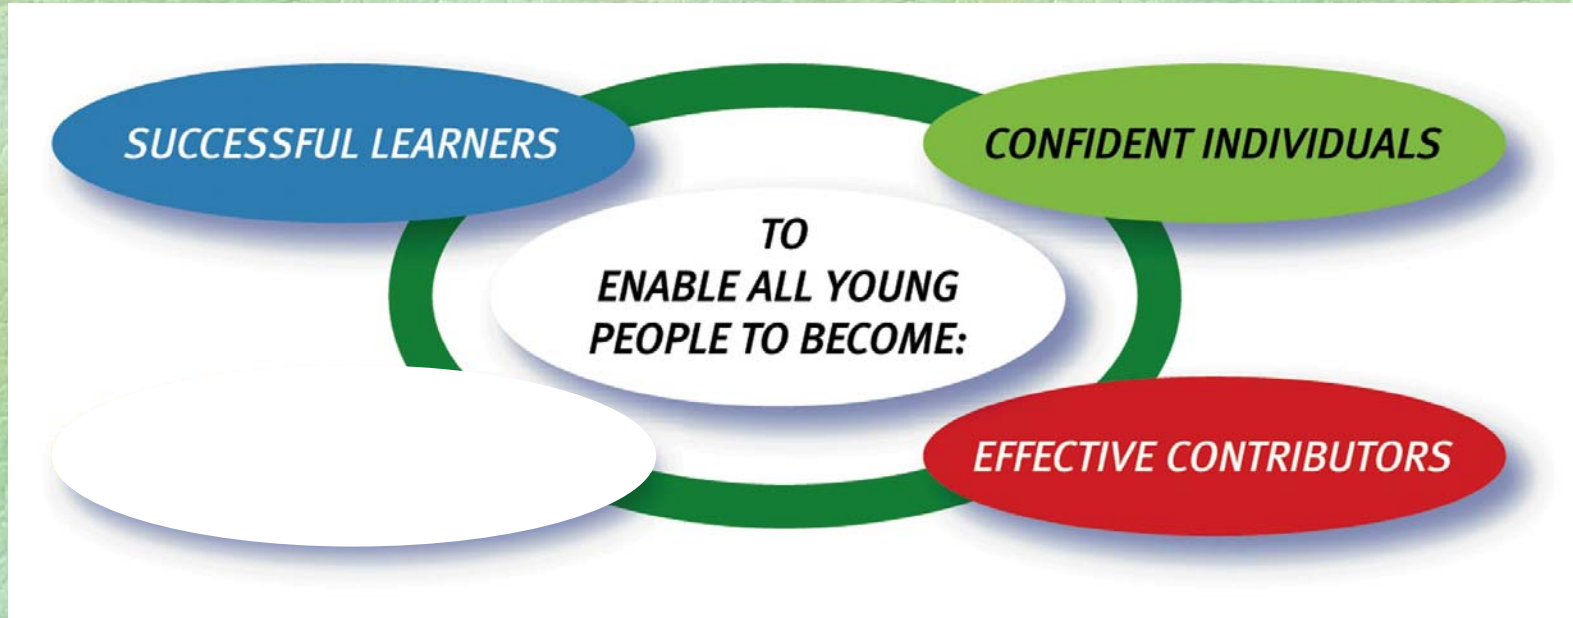 SUCCESSFUL LEARNERS
CONFIDENT INDIVIDUALS
TO
ENABLE ALL YOUNG
PEOPLE TO BECOME:
EFFECTIVE CONTRIBUTORS